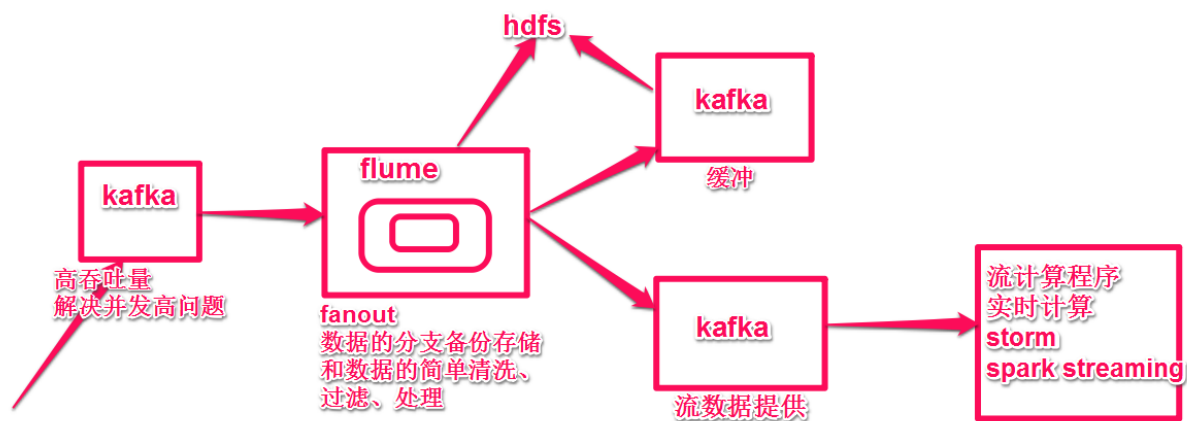 hdfs
kafka
缓冲
flume
kafka
高吞吐量
解决并发高问题
fanout
数据的分支备份存储
和数据的简单清洗、
过滤、处理
kafka
流数据提供
流计算程序
实时计算
storm
spark streaming